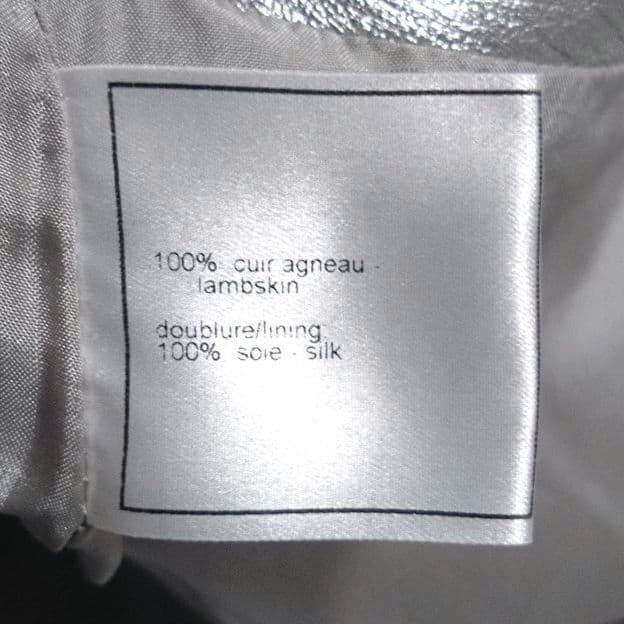 100% cuir agneau -
lambskin
doublure/lining:
100% soie - silk